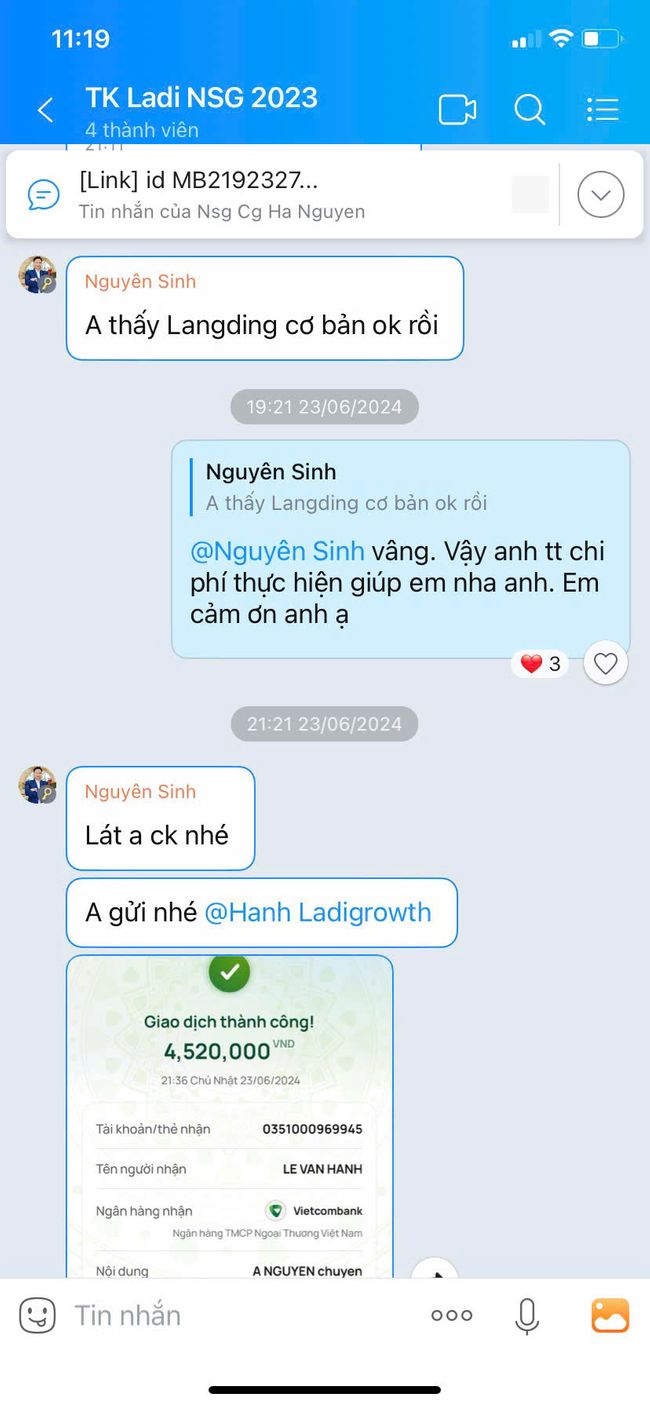 11:19
TK Ladi NSG 2023
4 thành viên
21:11
[Link] id MB2192327...
Tin nhắn của Nsg Cg Ha Nguyen
Nguyên Sinh
A thấy Langding cơ bản ok rồi
19:21 23/06/2024
Nguyên Sinh
A thấy Langding cơ bản ok rồi
@Nguyên Sinh vâng. Vậy anh tt chi
phí thực hiện giúp em nha anh. Em
cảm ơn anh ạ
3
21:21 23/06/2024
Nguyên Sinh
Lát a ck nhé
A gửi nhé @Hanh Ladigrowth
Giao dịch thành công!
4,520,000 VND
21:36 Chủ Nhật 23/06/2024
Tài khoản/thẻ nhận 0351000969945
Tên người nhận LE VAN HANH
Ngân hàng nhận Vietcombank
Ngân hàng TMCP Ngoại Thương Việt Nam
Nội dung A NGUYEN chuyen
Tin nhắn